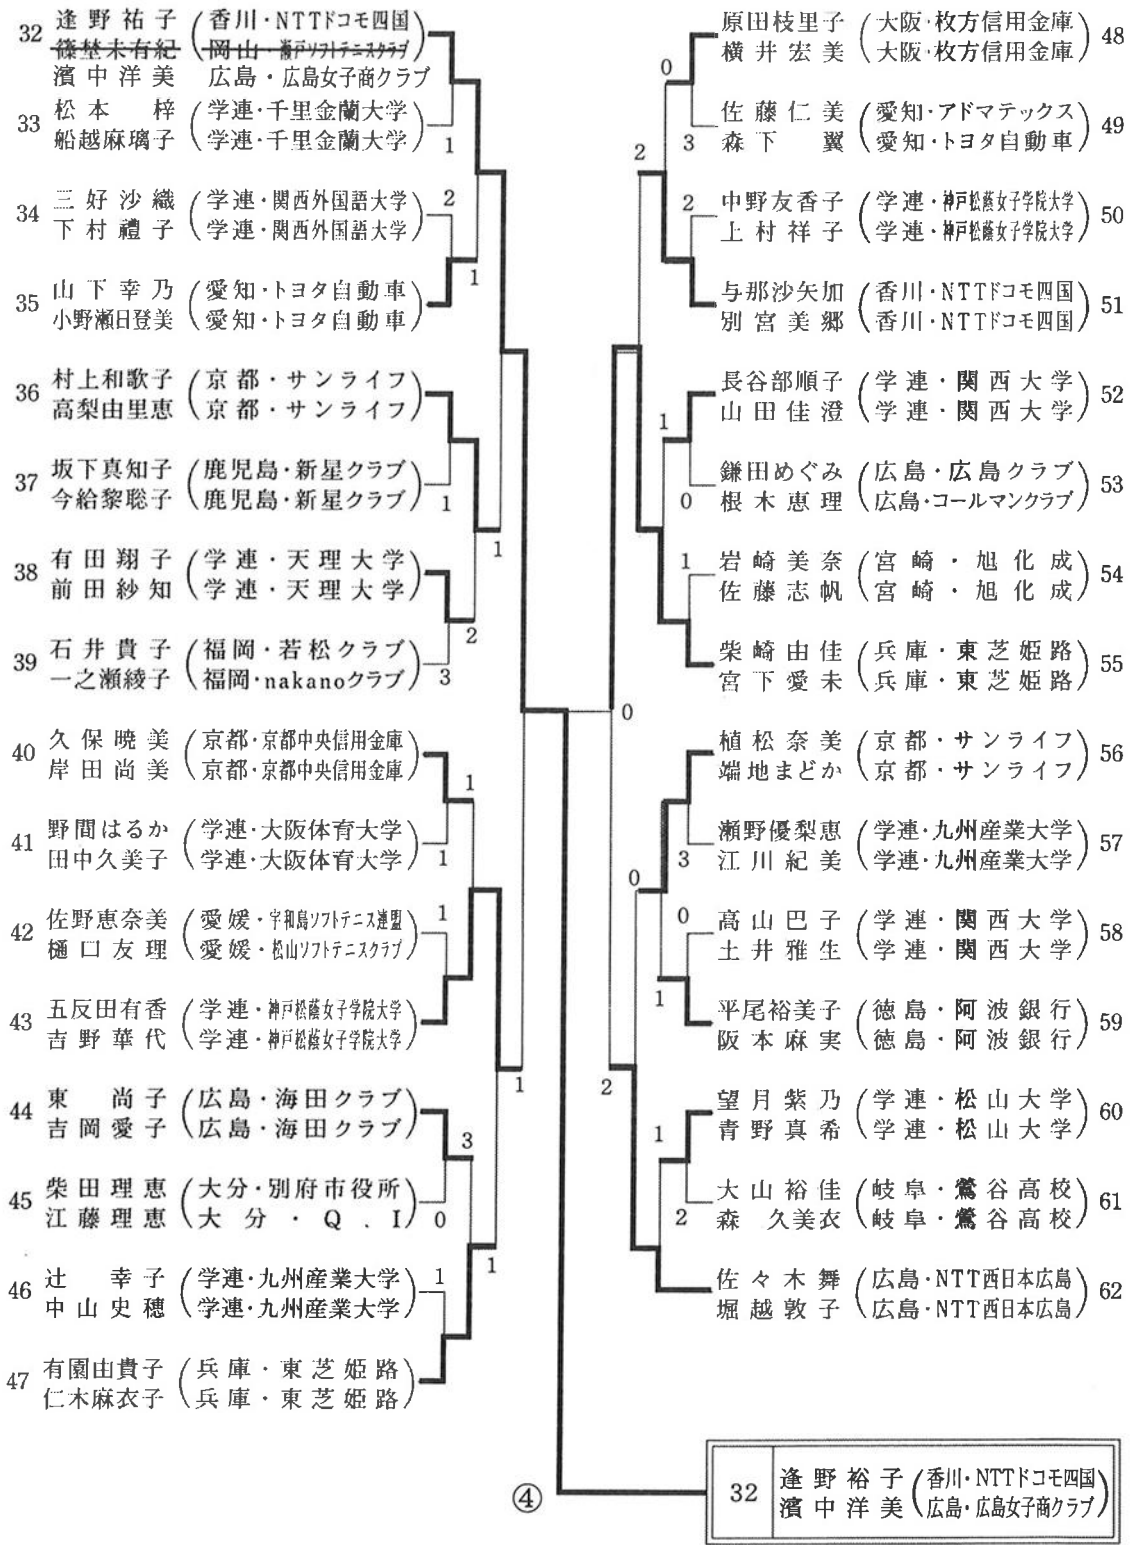 32 逢野祐子 (香川・NTTドコモ四国)
篠埜未有紀 (岡山・瀬戸ソフトテニスクラブ)
濱中洋美 広島・広島女子商クラブ
33 松本 梓 (学連・千里金蘭大学)
船越麻璃子 (学連・千里金蘭大学)
1
34 三好沙織 (学連・関西外国語大学)
下村禮子 (学連・関西外国語大学)
2
1
35 山下幸乃 (愛知・トヨタ自動車)
小野瀬日登美 (愛知・トヨタ自動車)
36 村上和歌子 (京都・サンライフ)
高梨由里恵 (京都・サンライフ)
37 坂下真知子 (鹿児島・新星クラブ)
今給黎聡子 (鹿児島・新星クラブ)
1
1
38 有田翔子 (学連・天理大学)
前田紗知 (学連・天理大学)
2
39 石井貴子 (福岡・若松クラブ)
一之瀬綾子 (福岡・nakanoクラブ)
3
40 久保暁美 (京都・京都中央信用金庫)
岸田尚美 (京都・京都中央信用金庫)
1
41 野間はるか (学連・大阪体育大学)
田中久美子 (学連・大阪体育大学)
1
42 佐野恵奈美 (愛媛・宇和島ソフトテニス連盟)
樋口友理 (愛媛・松山ソフトテニスクラブ)
1
43 五反田有香 (学連・神戸松蔭女子学院大学)
吉野華代 (学連・神戸松蔭女子学院大学)
1
44 東 尚子 (広島・海田クラブ)
吉岡愛子 (広島・海田クラブ)
3
45 柴田理恵 (大分・別府市役所)
江藤理恵 (大分・Q.I)
0
1
46 辻 幸子 (学連・九州産業大学)
中山史穂 (学連・九州産業大学)
1
47 有園由貴子 (兵庫・東芝姫路)
仁木麻衣子 (兵庫・東芝姫路)
原田枝里子 (大阪・枚方信用金庫) 48
横井宏美 (大阪・枚方信用金庫)
0
佐藤仁美 (愛知・アドマテックス) 49
森下 翼 (愛知・トヨタ自動車)
3
2
中野友香子 (学連・神戸松蔭女子学院大学) 50
上村祥子 (学連・神戸松蔭女子学院大学)
2
与那沙矢加 (香川・NTTドコモ四国) 51
別宮美郷 (香川・NTTドコモ四国)
長谷部順子 (学連・関西大学) 52
山田佳澄 (学連・関西大学)
1
鎌田めぐみ (広島・広島クラブ) 53
根木恵理 (広島・コールマンクラブ)
0
岩崎美奈 (宮崎・旭化成) 54
佐藤志帆 (宮崎・旭化成)
1
柴崎由佳 (兵庫・東芝姫路) 55
宮下愛未 (兵庫・東芝姫路)
0
植松奈美 (京都・サンライフ) 56
端地まどか (京都・サンライフ)
瀬野優梨恵 (学連・九州産業大学) 57
江川紀美 (学連・九州産業大学)
3
0
高山巴子 (学連・関西大学) 58
土井雅生 (学連・関西大学)
0
平尾裕美子 (徳島・阿波銀行) 59
阪本麻実 (徳島・阿波銀行)
1
2
望月紫乃 (学連・松山大学) 60
青野真希 (学連・松山大学)
1
大山裕佳 (岐阜・鶯谷高校) 61
森 久美衣 (岐阜・鶯谷高校)
2
佐々木舞 (広島・NTT西日本広島) 62
堀越敦子 (広島・NTT西日本広島)
④
32 逢野裕子 (香川・NTTドコモ四国)
濱中洋美 (広島・広島女子商クラブ)